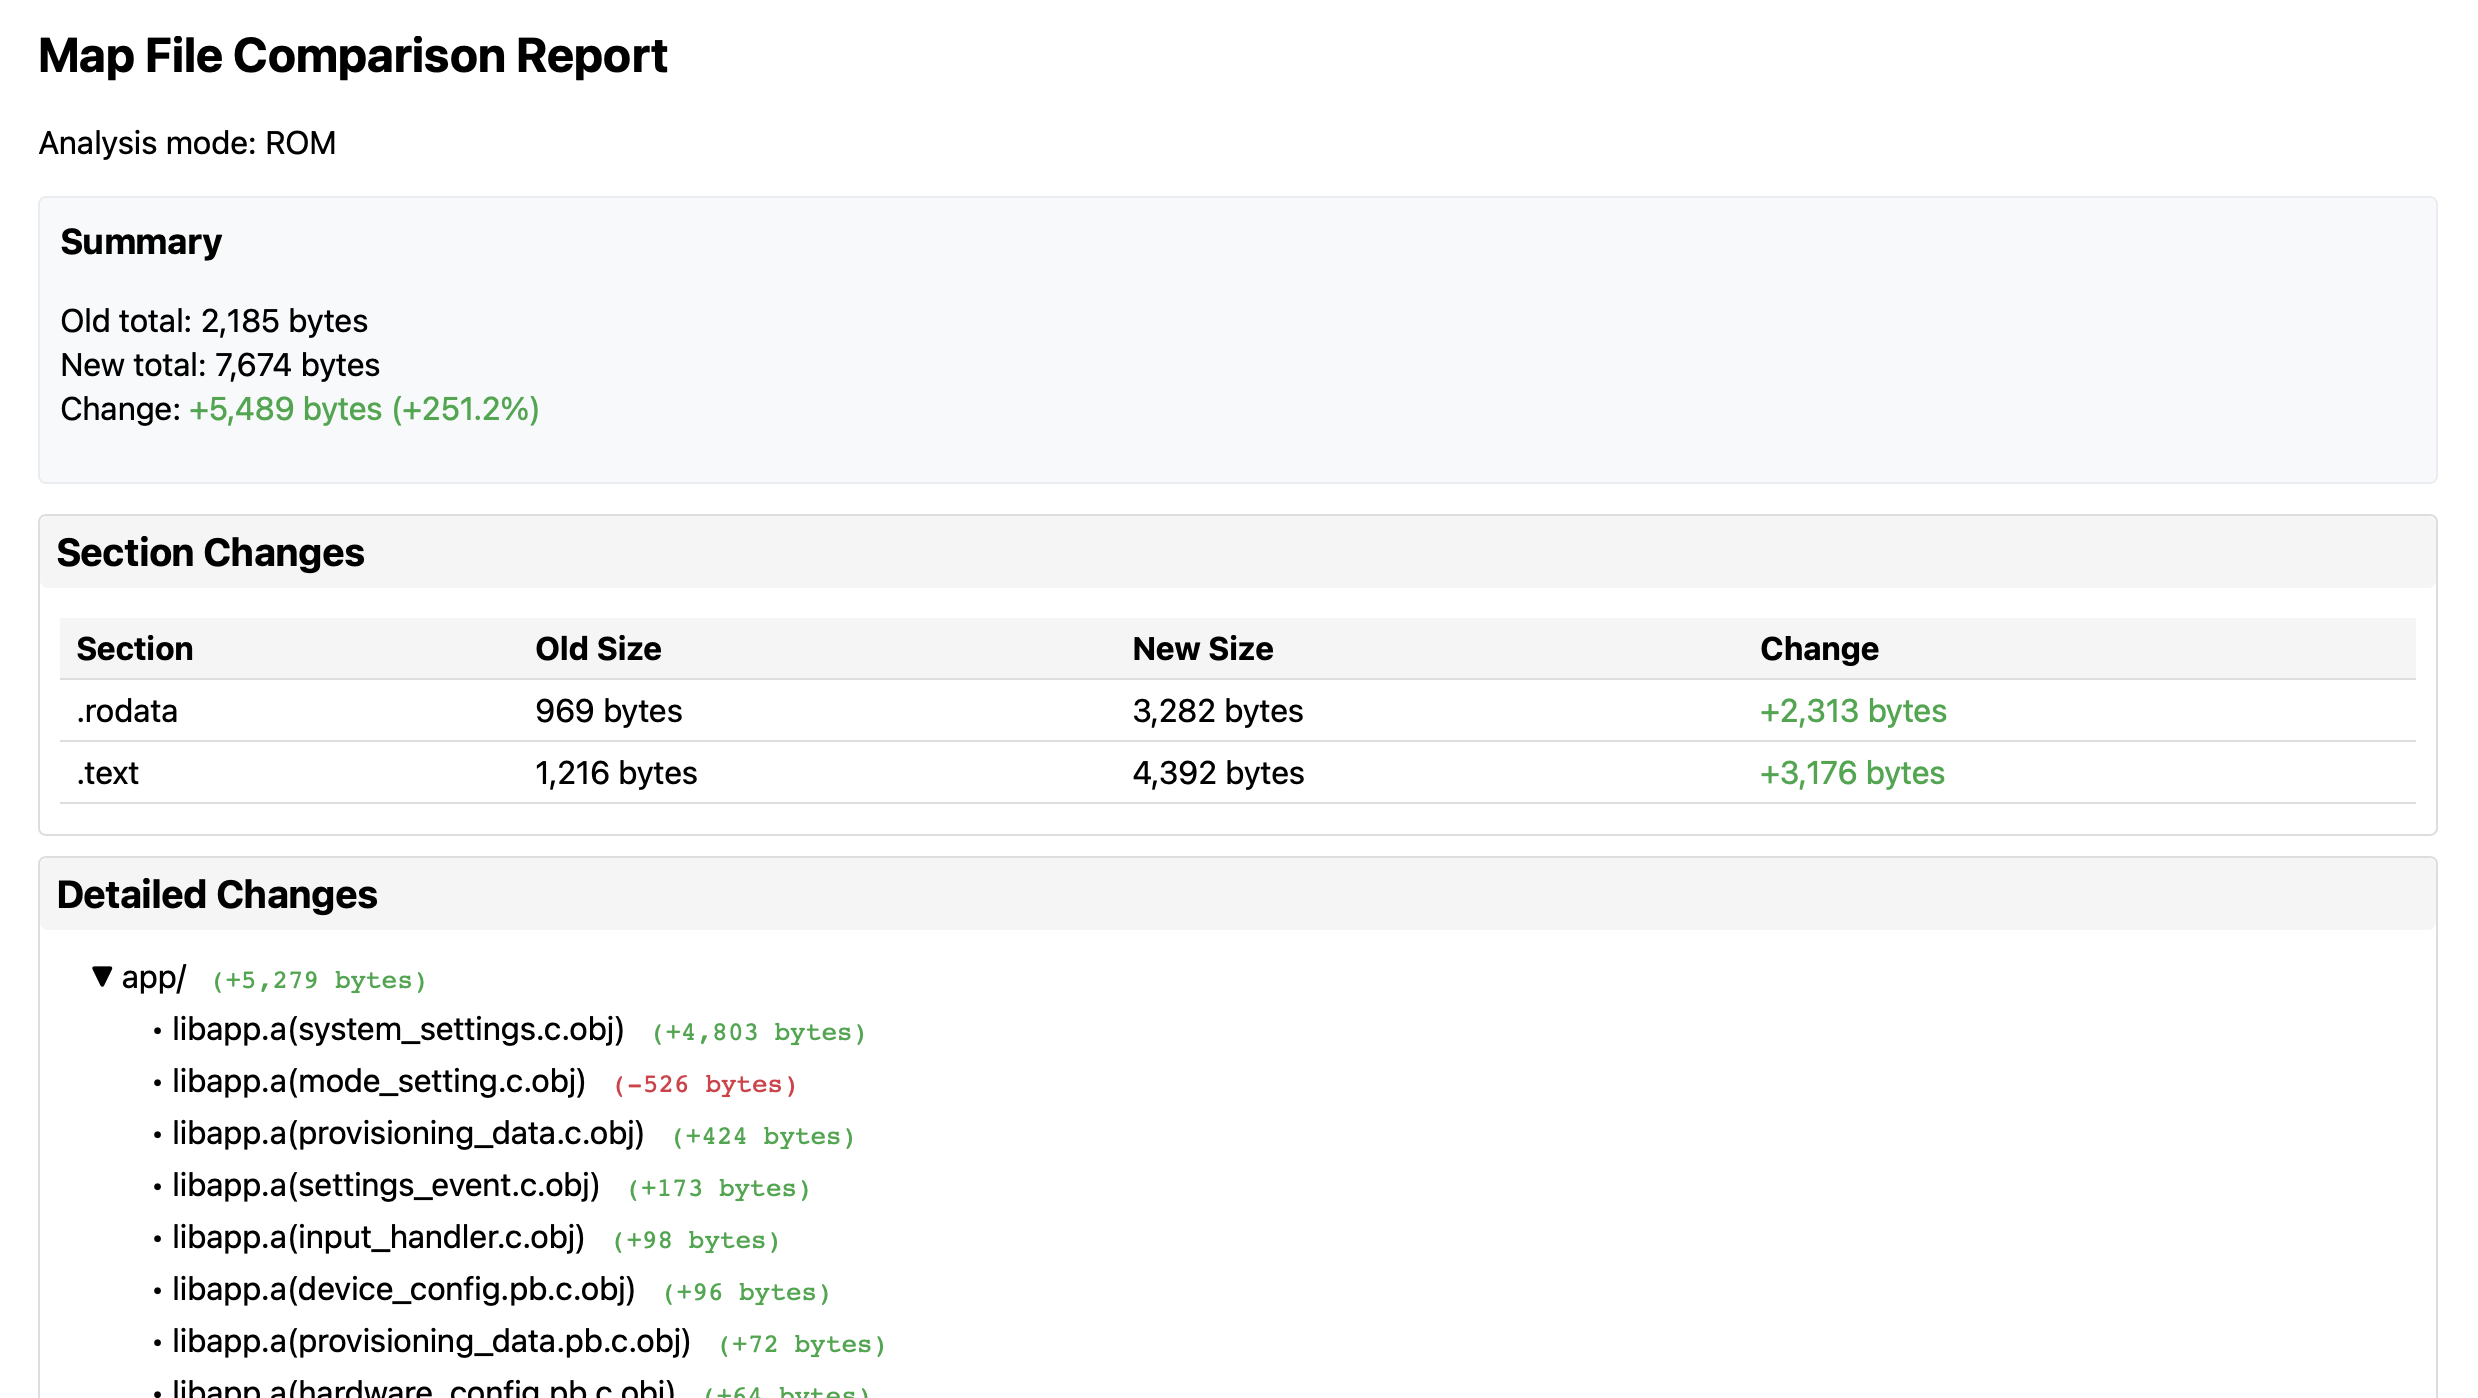 Map File Comparison Report
Analysis mode: ROM
Summary
Old total: 2,185 bytes
New total: 7,674 bytes
Change: +5,489 bytes (+251.2%)
Section Changes
Section Old Size New Size Change
.rodata 969 bytes 3,282 bytes +2,313 bytes
.text 1,216 bytes 4,392 bytes +3,176 bytes
Detailed Changes
▼ app/ (+5,279 bytes)
• libapp.a(system_settings.c.obj) (+4,803 bytes)
• libapp.a(mode_setting.c.obj) (-526 bytes)
• libapp.a(provisioning_data.c.obj) (+424 bytes)
• libapp.a(settings_event.c.obj) (+173 bytes)
• libapp.a(input_handler.c.obj) (+98 bytes)
• libapp.a(device_config.pb.c.obj) (+96 bytes)
• libapp.a(provisioning_data.pb.c.obj) (+72 bytes)
• libapp.a(hardware_config.pb.c.obj) (+64 bytes)